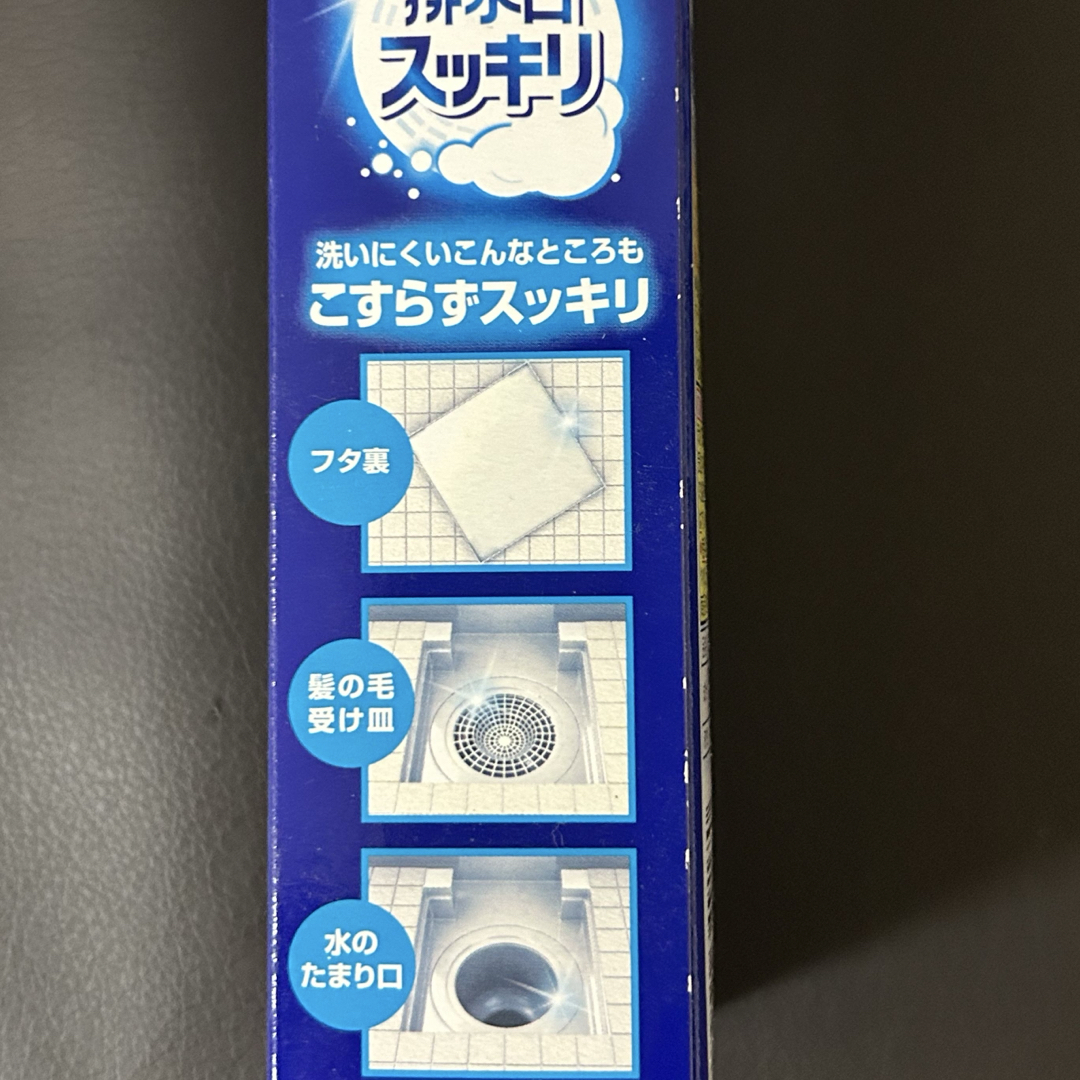 排水口
スッキリ
洗いにくいこんなところも
こすらずスッキリ
フタ裏
髪の毛
受け皿
水の
たまり口